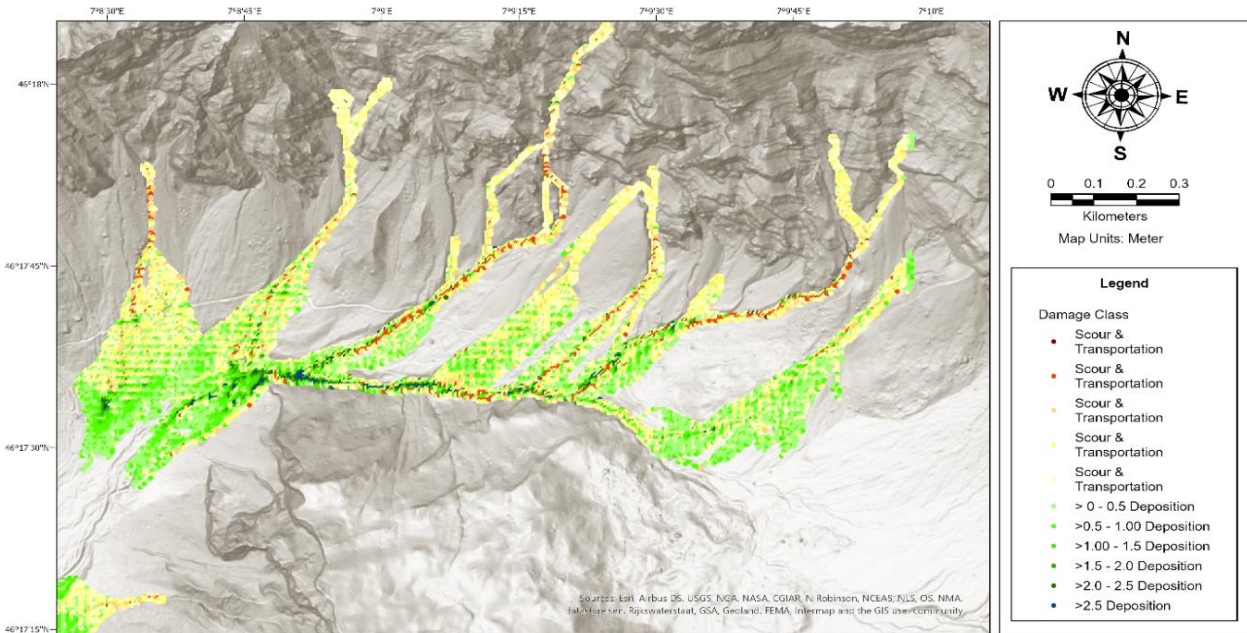 7°8'30"E 7°8'45"E 7°9'E 7°9'15"E 7°9'30"E 7°9'45"E 7°10'E
46°18'N
46°17'45"N
46°17'30"N
46°17'15"N
Sources: Esri, Airbus DS, USGS, NGA, NASA, CGIAR, N Robinson, NCEAS, NLS, OS, NMA,
Rijkswaterstaat, GSA, Geoland, FEMA, Intermap and the GIS user community
N
W E
S
0 0.1 0.2 0.3
Kilometers
Map Units: Meter
Legend
Damage Class
Scour &
Transportation
Scour &
Transportation
Scour &
Transportation
Scour &
Transportation
Scour &
Transportation
> 0 - 0.5 Deposition
>0.5 - 1.00 Deposition
>1.00 - 1.5 Deposition
>1.5 - 2.0 Deposition
>2.0 - 2.5 Deposition
>2.5 Deposition